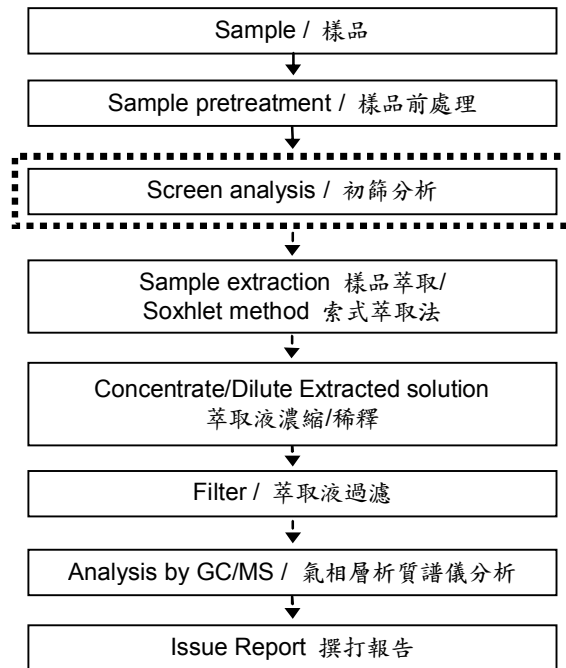 Sample / 樣品
Sample pretreatment / 樣品前處理
Screen analysis / 初篩分析
Sample extraction 樣品萃取/
Soxhlet method 索式萃取法
Concentrate/Dilute Extracted solution
萃取液濃縮/稀釋
Filter / 萃取液過濾
Analysis by GC/MS / 氣相層析質譜儀分析
Issue Report 撰打報告